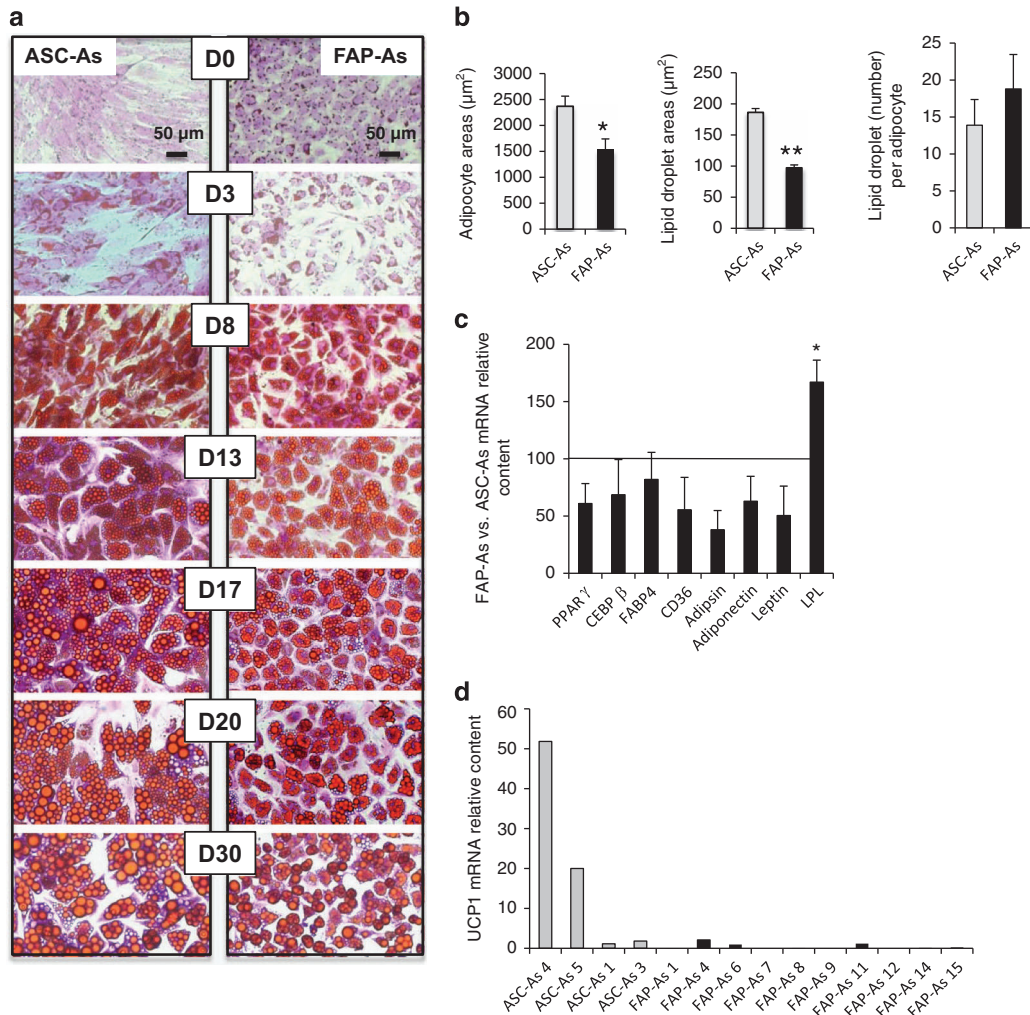 a
ASC-As
D0
FAP-As
50 µm
50 µm
D3
D8
D13
D17
D20
D30
b
Adipocyte areas (µm²)
3000
2500
2000
1500
1000
500
0
*
ASC-As
FAP-As
Lipid droplet areas (µm²)
200
150
100
50
0
**
ASC-As
FAP-As
Lipid droplet (number)
per adipocyte
25
20
15
10
5
0
ASC-As
FAP-As
c
FAP-As vs. ASC-As mRNA relative
content
200
150
100
50
0
*
PPAR γ
CEBP β
FABP4
CD36
Adipsin
Adiponectin
Leptin
LPL
d
UCP1 mRNA relative content
60
50
40
30
20
10
0
ASC-As 4
ASC-As 5
ASC-As 1
ASC-As 3
FAP-As 1
FAP-As 4
FAP-As 6
FAP-As 7
FAP-As 8
FAP-As 9
FAP-As 11
FAP-As 12
FAP-As 14
FAP-As 15